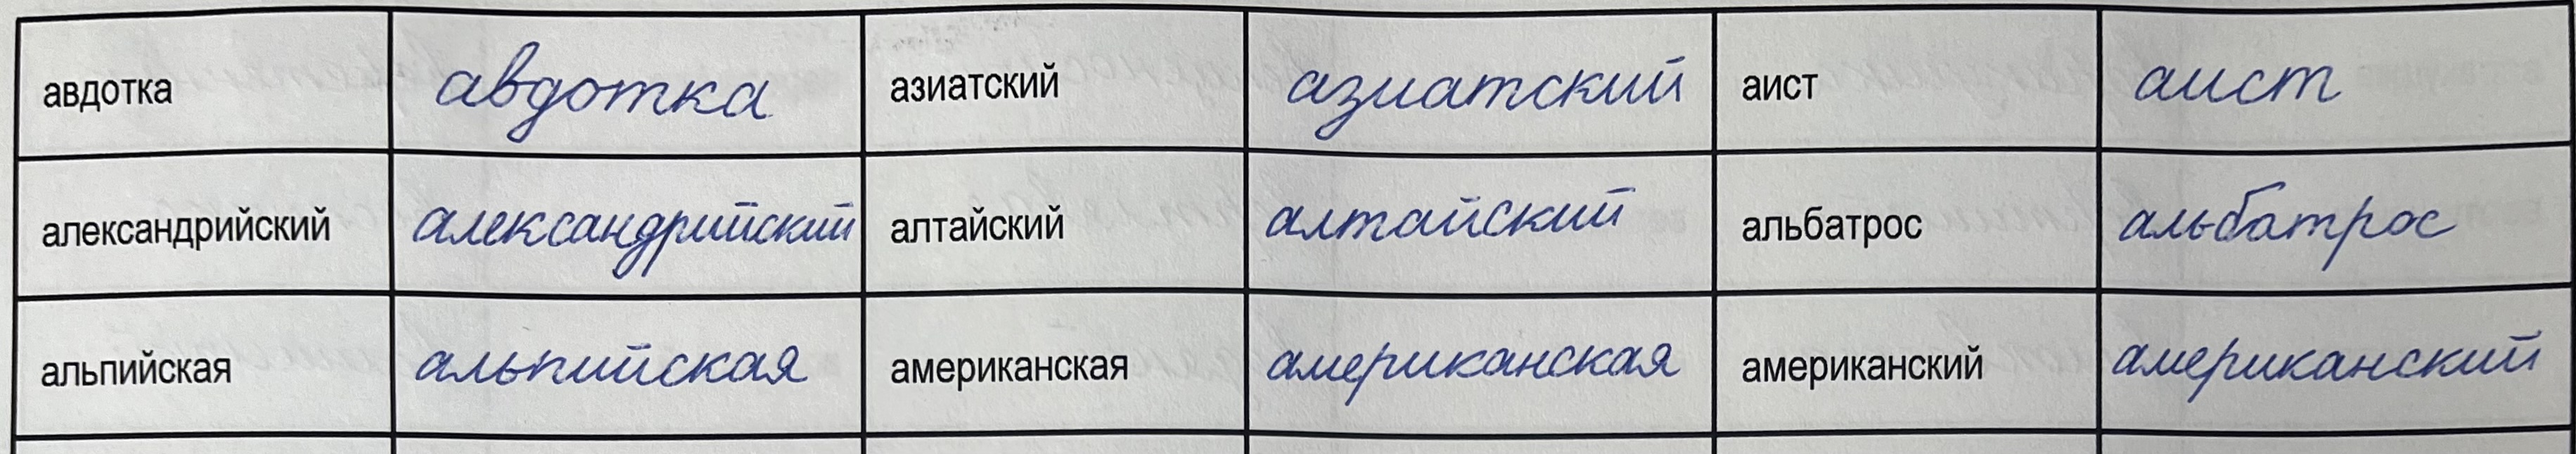 авдотка авдотка азиатский азиатский аист аист
александрийский александрийский алтайский алтайский альбатрос альбатрос
альпийская альпийская американская американская американский американский